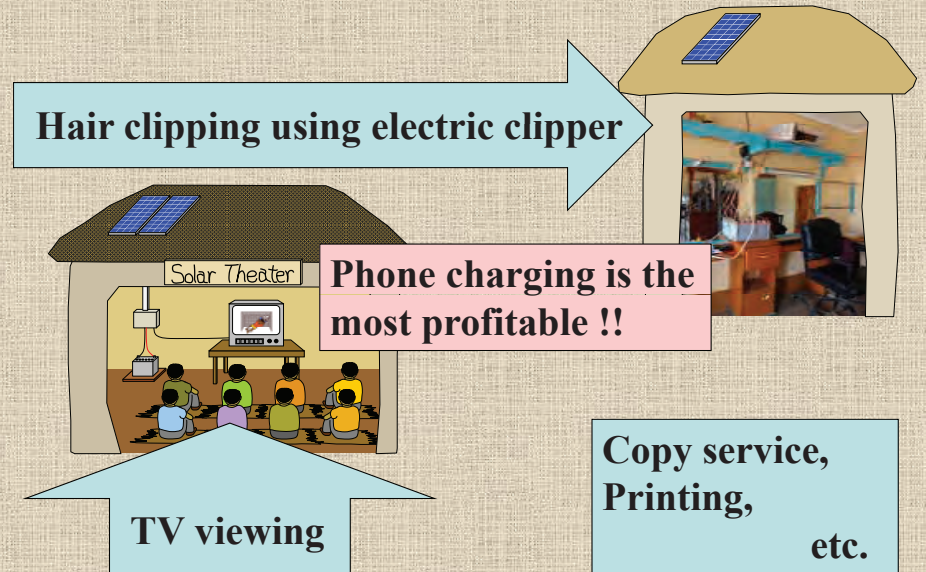 Hair clipping using electric clipper
Solar Theater
Phone charging is the
most profitable !!
Copy service,
Printing,
etc.
TV viewing